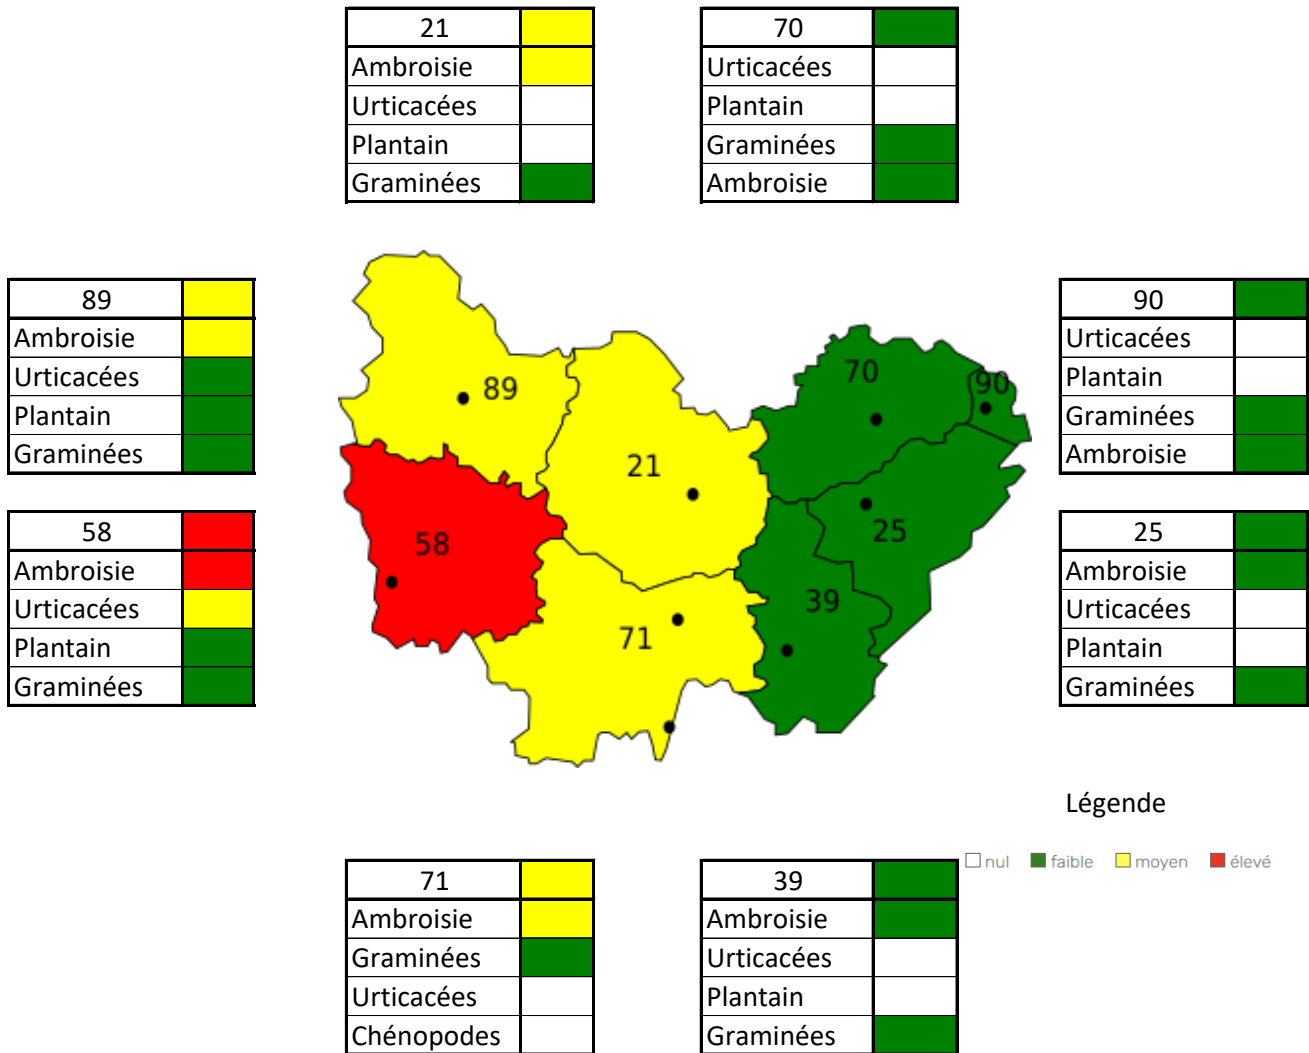 21
Ambroisie
Urticacées
Plantain
Graminées
70
Urticacées
Plantain
Graminées
Ambroisie
89
Ambroisie
Urticacées
Plantain
Graminées
58
Ambroisie
Urticacées
Plantain
Graminées
89
21
70
90
58
25
39
71
90
Urticacées
Plantain
Graminées
Ambroisie
25
Ambroisie
Urticacées
Plantain
Graminées
Légende
nul faible moyen élevé
71
Ambroisie
Graminées
Urticacées
Chénopodes
39
Ambroisie
Urticacées
Plantain
Graminées